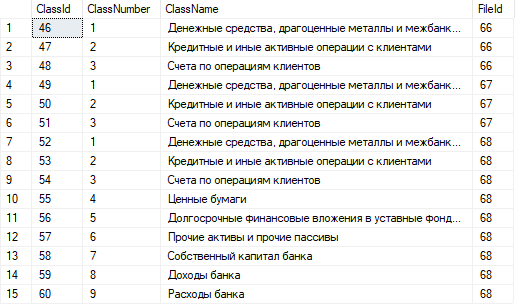 ClassId ClassNumber ClassName FileId
1 46 1 Денежные средства, драгоценные металлы и межбанк... 66
2 47 2 Кредитные и иные активные операции с клиентами 66
3 48 3 Счета по операциям клиентов 66
4 49 1 Денежные средства, драгоценные металлы и межбанк... 67
5 50 2 Кредитные и иные активные операции с клиентами 67
6 51 3 Счета по операциям клиентов 67
7 52 1 Денежные средства, драгоценные металлы и межбанк... 68
8 53 2 Кредитные и иные активные операции с клиентами 68
9 54 3 Счета по операциям клиентов 68
10 55 4 Ценные бумаги 68
11 56 5 Долгосрочные финансовые вложения в уставные фонд... 68
12 57 6 Прочие активы и прочие пассивы 68
13 58 7 Собственный капитал банка 68
14 59 8 Доходы банка 68
15 60 9 Расходы банка 68